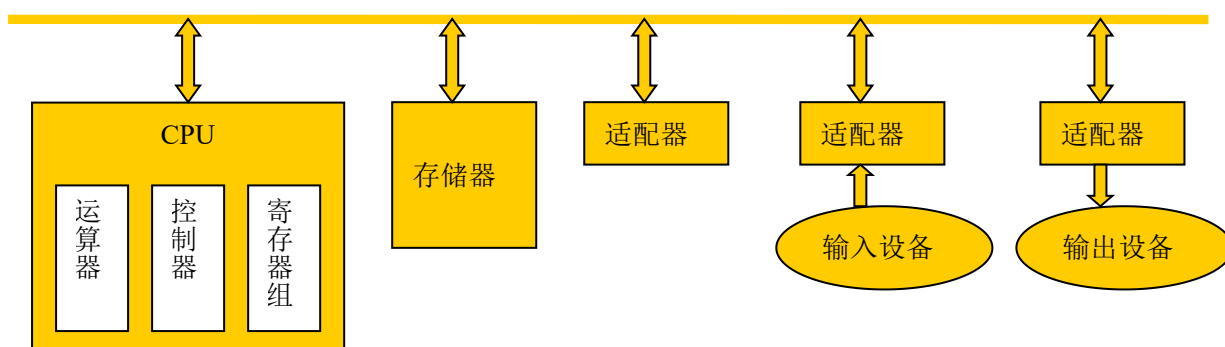 CPU
运算器
控制器
寄存器组
存储器
适配器
适配器
适配器
输入设备
输出设备